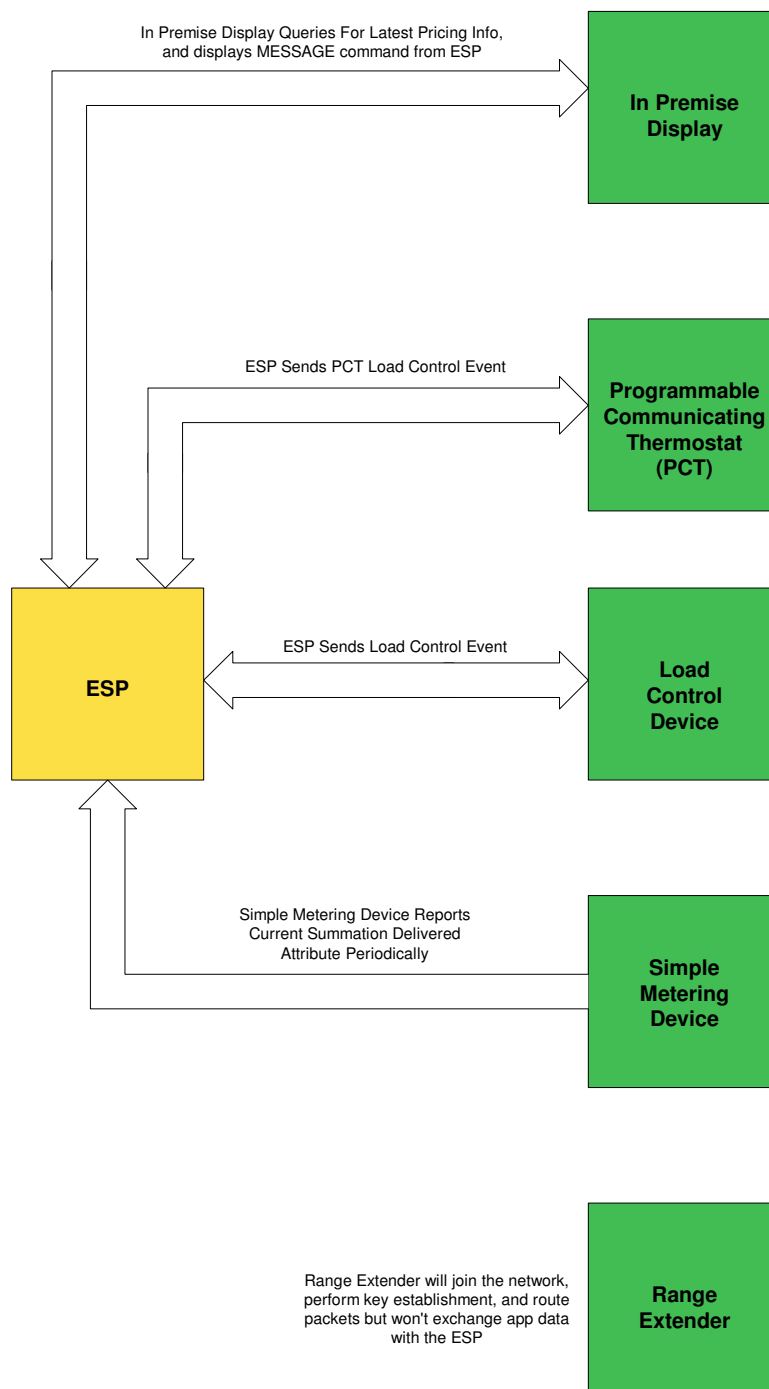 In Premise Display Queries For Latest Pricing Info,
and displays MESSAGE command from ESP
In Premise
Display
ESP Sends PCT Load Control Event
Programmable
Communicating
Thermostat
(PCT)
ESP
ESP Sends Load Control Event
Load
Control
Device
Simple Metering Device Reports
Current Summation Delivered
Attribute Periodically
Simple
Metering
Device
Range Extender will join the network,
perform key establishment, and route
packets but won't exchange app data
with the ESP
Range
Extender